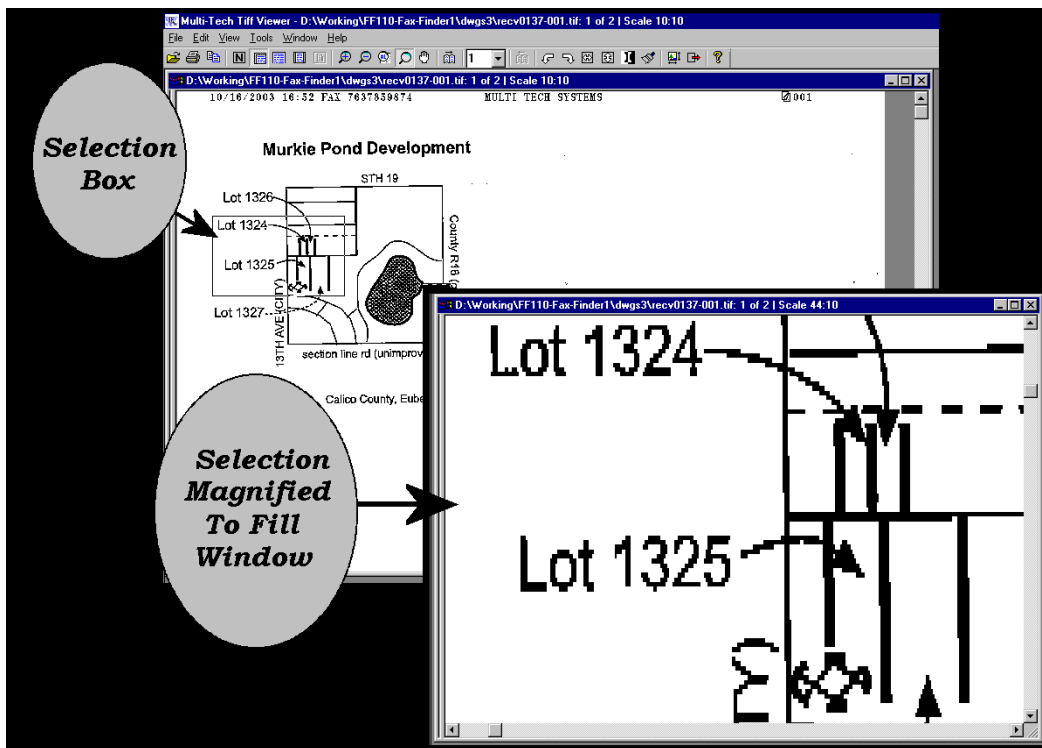 Multi-Tech Tiff Viewer - D:\Working\FF110-Fax-Finder1\dwgs3\recv0137-001.tif: 1 of 2 | Scale 10:10
File Edit View Tools Window Help
N 1
D:\Working\FF110-Fax-Finder1\dwgs3\recv0137-001.tif: 1 of 2 | Scale 10:10
10/16/2003 16:52 FAX 7637859874 MULTI TECH SYSTEMS 001
Selection
Box
Murkie Pond Development
STH 19
Lot 1326
Lot 1324
County R16
Lot 1325
Lot 1327
13TH AVE (CITY)
section line rd (unimprov
Calico County, Eube
D:\Working\FF110-Fax-Finder1\dwgs3\recv0137-001.tif: 1 of 2 | Scale 44:10
Lot 1324
Lot 1325
Selection
Magnified
To Fill
Window